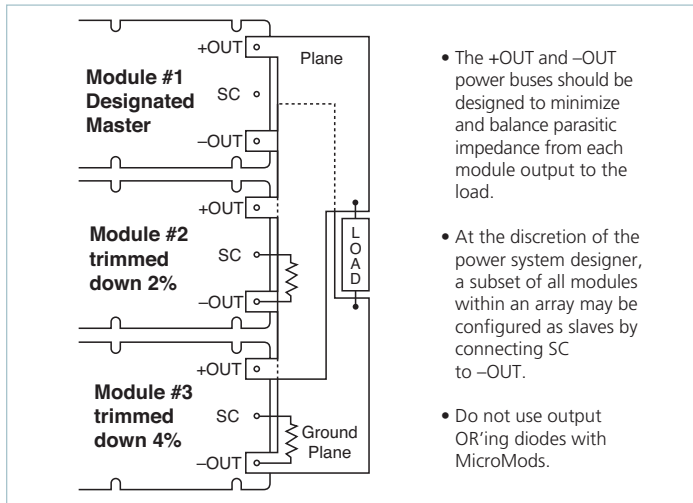 +OUT
Plane
Module #1
Designated
Master
SC
–OUT
+OUT
Module #2
trimmed
down 2%
SC
–OUT
LOAD
+OUT
Module #3
trimmed
down 4%
SC
Ground
Plane
–OUT
• The +OUT and –OUT
power buses should be
designed to minimize
and balance parasitic
impedance from each
module output to the
load.
• At the discretion of the
power system designer,
a subset of all modules
within an array may be
configured as slaves by
connecting SC
to –OUT.
• Do not use output
OR'ing diodes with
MicroMods.